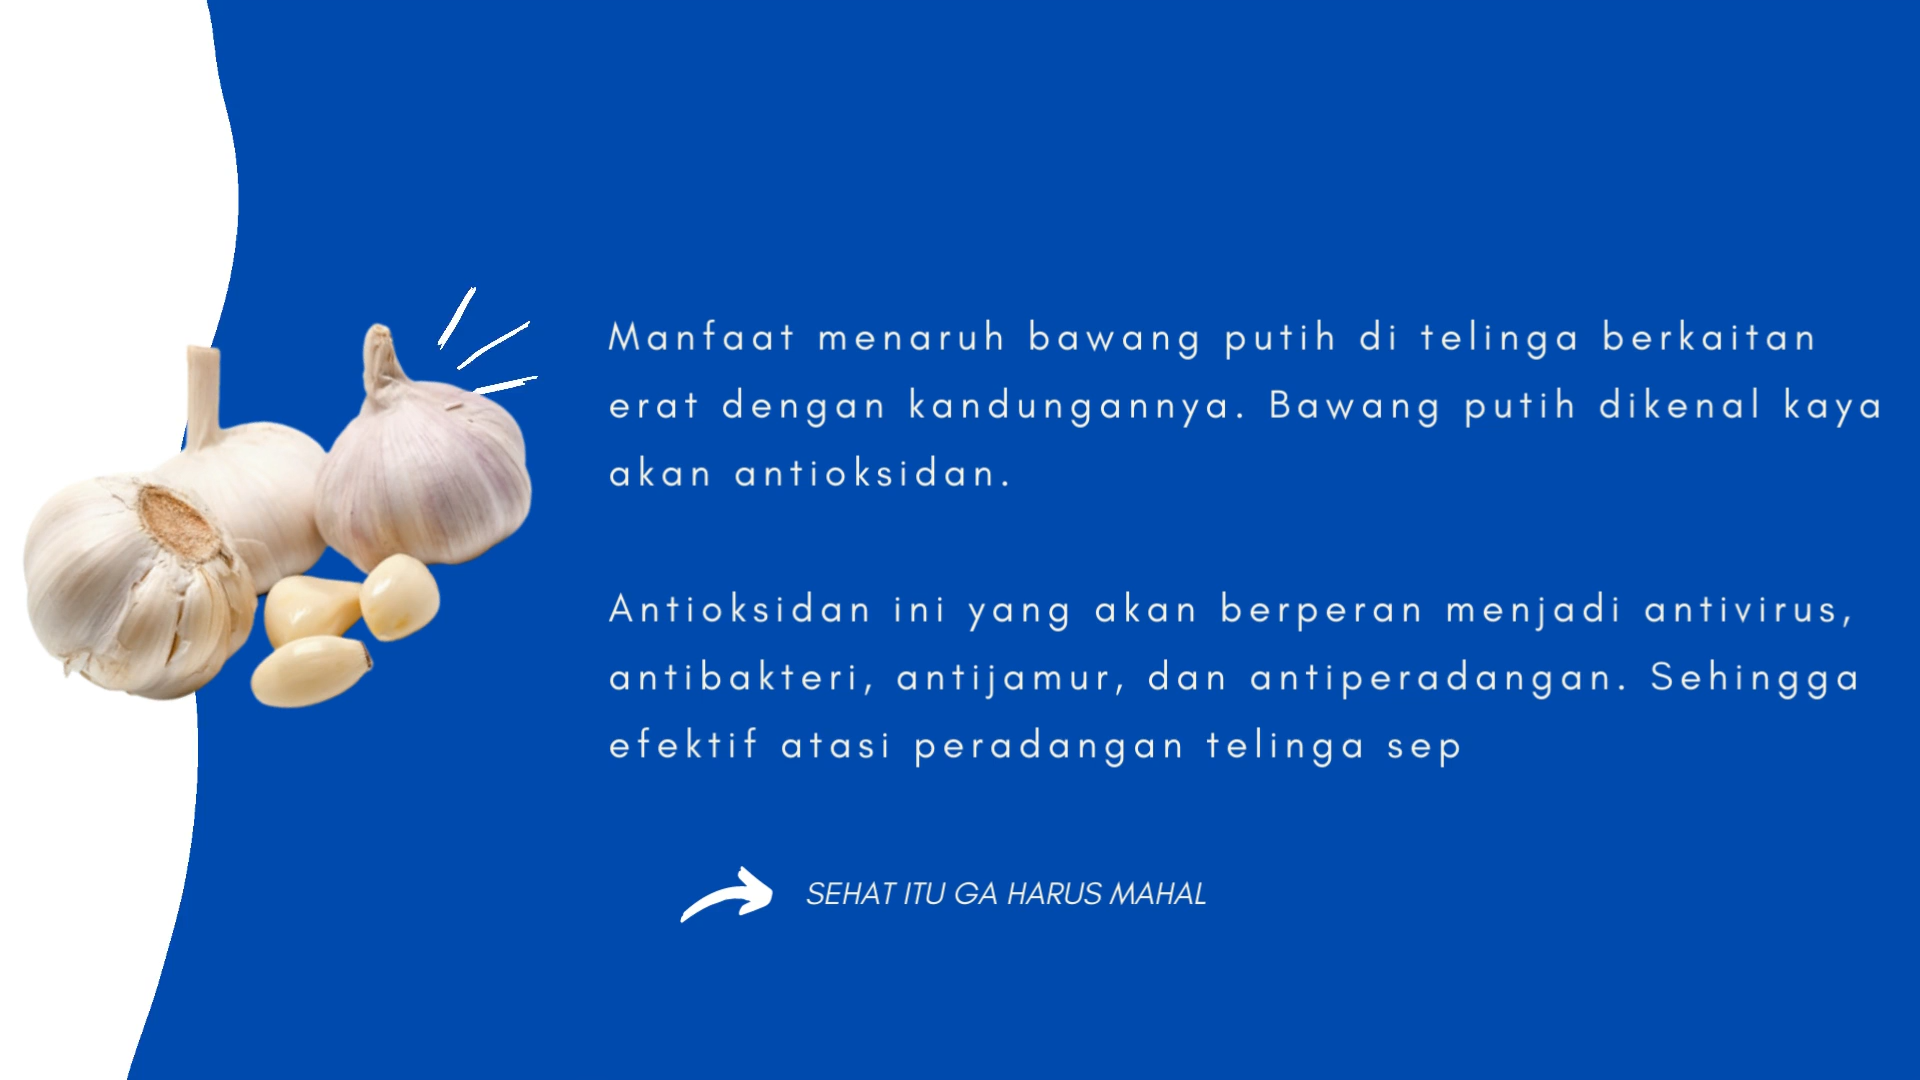 Manfaat menaruh bawang putih di telinga berkaitan
erat dengan kandungannya. Bawang putih dikenal kaya
akan antioksidan.
Antioksidan ini yang akan berperan menjadi antivirus,
antibakteri, antijamur, dan antiperadangan. Sehingga
efektif atasi peradangan telinga sep
SEHAT ITU GA HARUS MAHAL